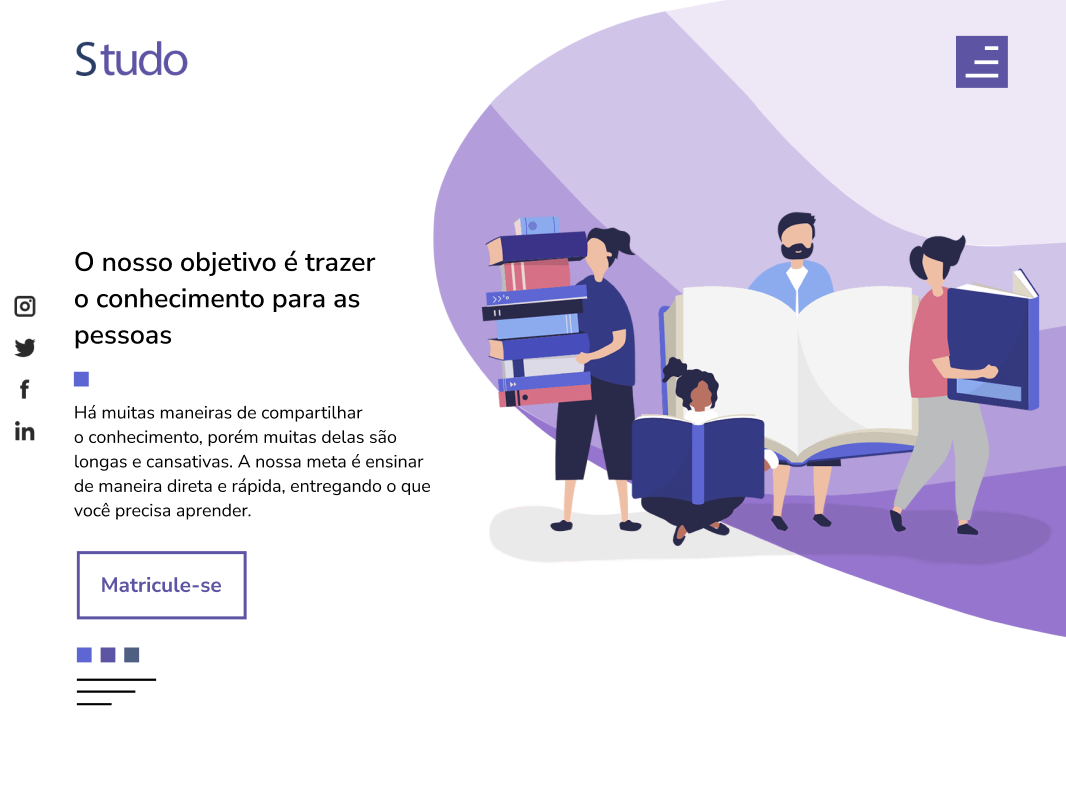 Studo
O nosso objetivo é trazer
o conhecimento para as
pessoas
Há muitas maneiras de compartilhar
o conhecimento, porém muitas delas são
longas e cansativas. A nossa meta é ensinar
de maneira direta e rápida, entregando o que
você precisa aprender.
Matricule-se